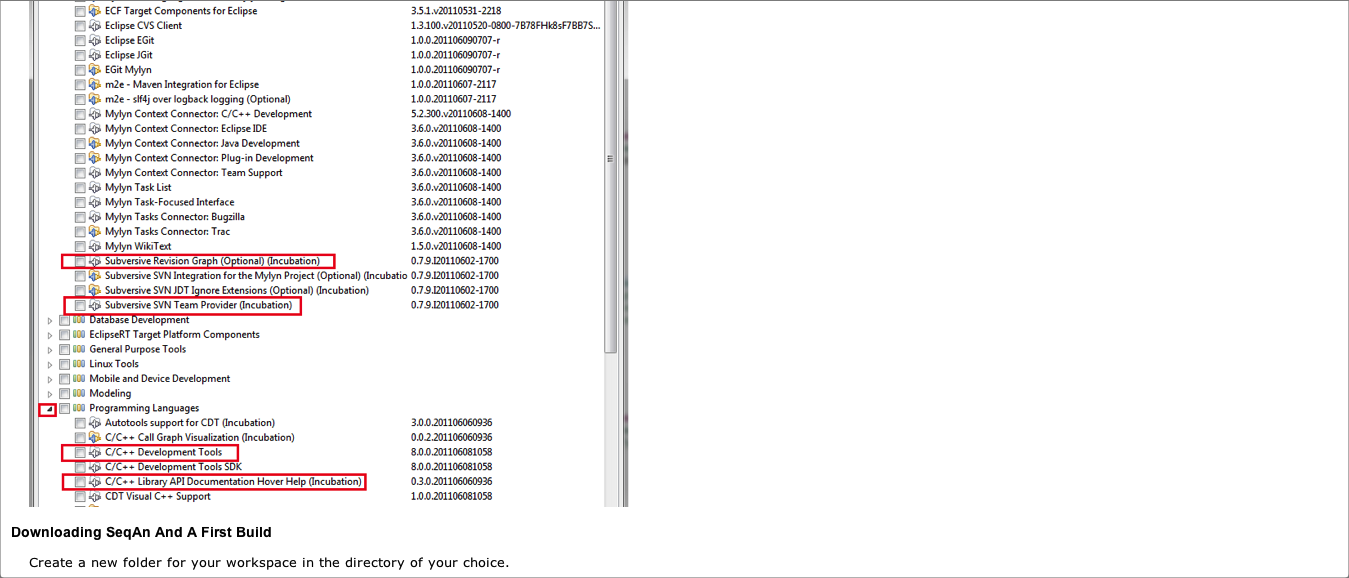 ECF Target Components for Eclipse 3.5.1.v20110531-2218
Eclipse CVS Client 1.3.100.v20110520-0800-7B78FHk8sF7BB7S...
Eclipse EGit 1.0.0.201106090707-r
Eclipse JGit 1.0.0.201106090707-r
EGit Mylyn 1.0.0.201106090707-r
m2e - Maven Integration for Eclipse 1.0.0.20110607-2117
m2e - slf4j over logback logging (Optional) 1.0.0.20110607-2117
Mylyn Context Connector: C/C++ Development 5.2.300.v20110608-1400
Mylyn Context Connector: Eclipse IDE 3.6.0.v20110608-1400
Mylyn Context Connector: Java Development 3.6.0.v20110608-1400
Mylyn Context Connector: Plug-in Development 3.6.0.v20110608-1400
Mylyn Context Connector: Team Support 3.6.0.v20110608-1400
Mylyn Task List 3.6.0.v20110608-1400
Mylyn Task-Focused Interface 3.6.0.v20110608-1400
Mylyn Tasks Connector: Bugzilla 3.6.0.v20110608-1400
Mylyn Tasks Connector: Trac 3.6.0.v20110608-1400
Mylyn WikiText 1.5.0.v20110608-1400
Subversive Revision Graph (Optional) (Incubation) 0.7.9.I20110602-1700
Subversive SVN Integration for the Mylyn Project (Optional) (Incubatio 0.7.9.I20110602-1700
Subversive SVN JDT Ignore Extensions (Optional) (Incubation) 0.7.9.I20110602-1700
Subversive SVN Team Provider (Incubation) 0.7.9.I20110602-1700
Database Development
EclipseRT Target Platform Components
General Purpose Tools
Linux Tools
Mobile and Device Development
Modeling
Programming Languages
Autotools support for CDT (Incubation) 3.0.0.201106060936
C/C++ Call Graph Visualization (Incubation) 0.0.2.201106060936
C/C++ Development Tools 8.0.0.201106081058
C/C++ Development Tools SDK 8.0.0.201106081058
C/C++ Library API Documentation Hover Help (Incubation) 0.3.0.201106060936
CDT Visual C++ Support 1.0.0.201106081058
Downloading SeqAn And A First Build
Create a new folder for your workspace in the directory of your choice.